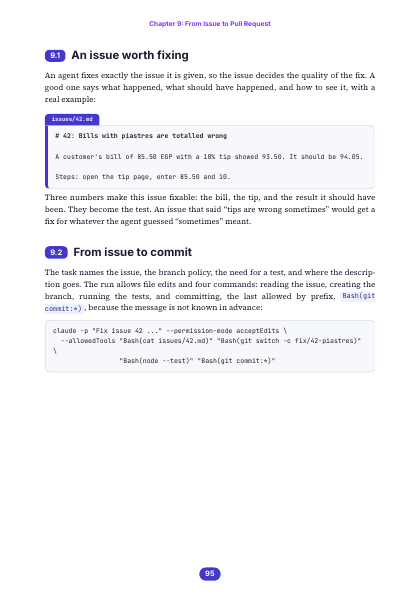 Chapter 9: From Issue to Pull Request
9.1 An issue worth fixing
An agent fixes exactly the issue it is given, so the issue decides the quality of the fix. A
good one says what happened, what should have happened, and how to see it, with a
real example:
issues/42.md
# 42: Bills with piastres are totalled wrong
A customer's bill of 85.50 EGP with a 10% tip showed 93.50. It should be 94.05.
Steps: open the tip page, enter 85.50 and 10.
Three numbers make this issue fixable: the bill, the tip, and the result it should have
been. They become the test. An issue that said “tips are wrong sometimes” would get a
fix for whatever the agent guessed “sometimes” meant.
9.2 From issue to commit
The task names the issue, the branch policy, the need for a test, and where the descrip-
tion goes. The run allows file edits and four commands: reading the issue, creating the
branch, running the tests, and committing, the last allowed by prefix, Bash(git
commit:*), because the message is not known in advance:
claude -p "Fix issue 42 ..." --permission-mode acceptEdits \
--allowedTools "Bash(cat issues/42.md)" "Bash(git switch -c fix/42-piastres)"
\
"Bash(node --test)" "Bash(git commit:*)"
95